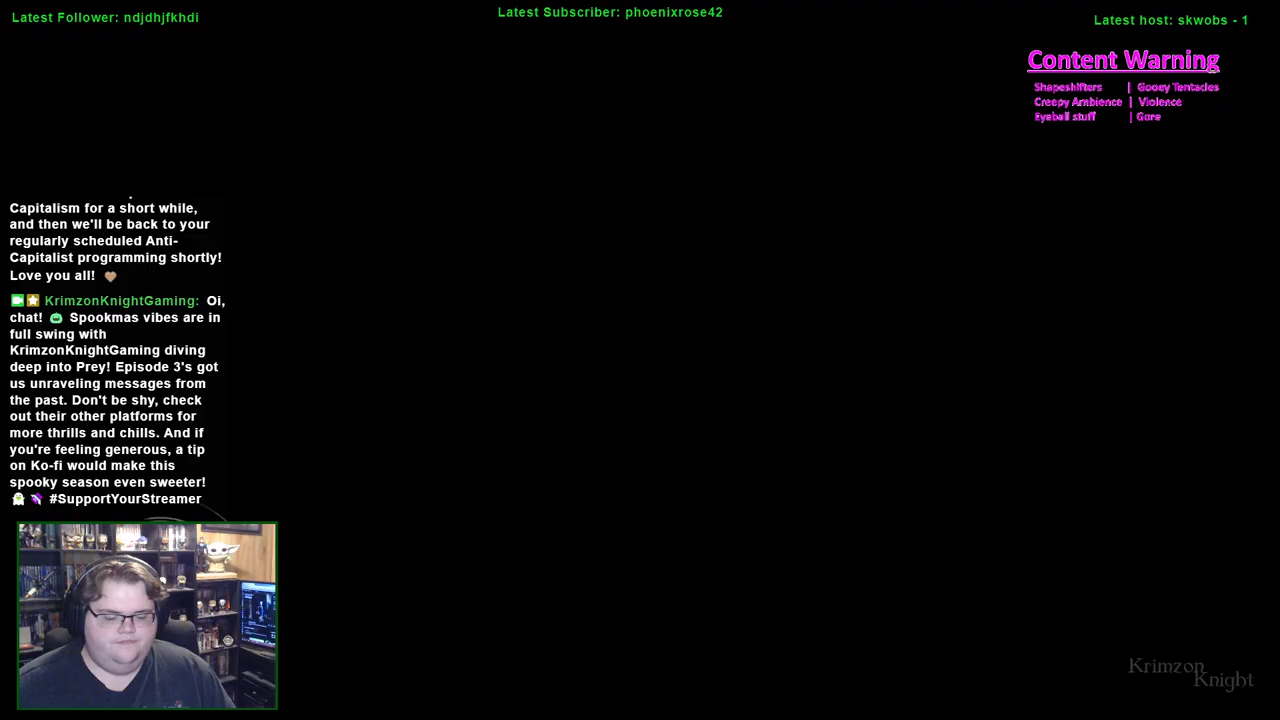 Latest Follower: ndjdhjfkhdi
Latest Subscriber: phoenixrose42
Latest host: skwobs - 1
Content Warning
Shapeshifters | Gooey Tentacles
Creepy Ambience | Violence
Eyeball stuff | Gore
Capitalism for a short while,
and then we'll be back to your
regularly scheduled Anti-
Capitalist programming shortly!
Love you all!
KrimzonKnightGaming: Oi,
chat! Spookmas vibes are in
full swing with
KrimzonKnightGaming diving
deep into Prey! Episode 3's got
us unraveling messages from
the past. Don't be shy, check
out their other platforms for
more thrills and chills. And if
you're feeling generous, a tip
on Ko-fi would make this
spooky season even sweeter!
#SupportYourStreamer
Krimzon
Knight